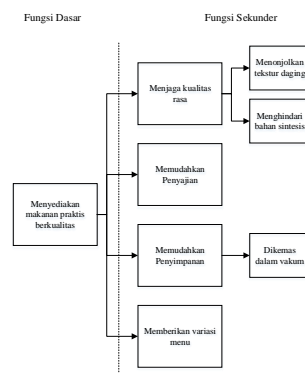 Fungsi Dasar
Fungsi Sekunder
Menonjolkan
tekstur daging
Menjaga kualitas
rasa
Menghindari
bahan sintesis
Memudahkan
Penyajian
Menyediakan
makanan praktis
berkualitas
Memudahkan
Penyimpanan
Dikemas
dalam vakum
Memberikan variasi
menu